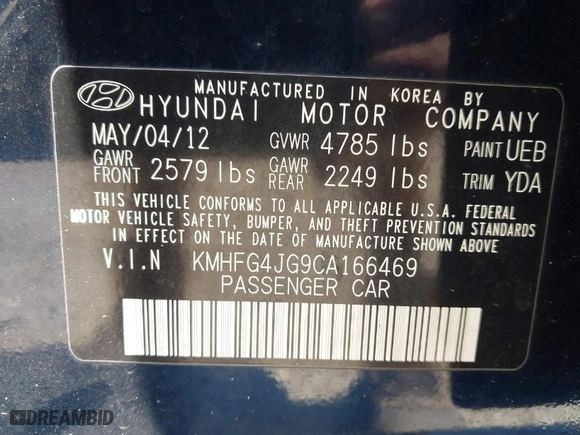 MANUFACTURED IN KOREA BY
HYUNDAI MOTOR COMPANY
MAY/04/12 GVWR 4785 lbs PAINT UEB
GAWR FRONT 2579 lbs GAWR REAR 2249 lbs TRIM YDA
THIS VEHICLE CONFORMS TO ALL APPLICABLE U.S.A. FEDERAL
MOTOR VEHICLE SAFETY, BUMPER, AND THEFT PREVENTION STANDARDS
IN EFFECT ON THE DATE OF MANUFACTURE SHOWN ABOVE.
V.I.N KMHFG4JG9CA166469
PASSENGER CAR
DREAMBID